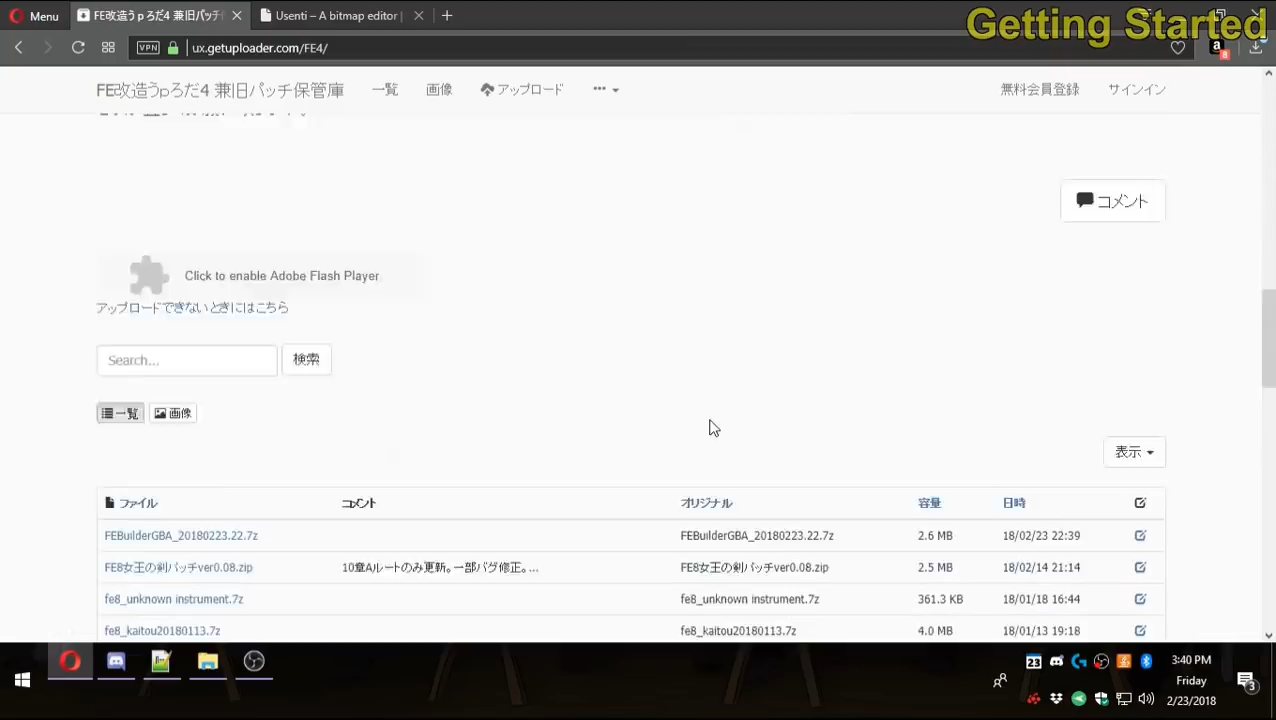 Menu
FE改造うpろだ4 兼旧パッチ
Usenti – A bitmap editor |
Getting Started
VPN
ux.getuploader.com/FE4/
a
8
FE改造うpろだ4 兼旧パッチ保管庫
一覧
画像
アップロード
無料会員登録
サインイン
コメント
Click to enable Adobe Flash Player
アップロードできないときにはこちら
Search...
検索
一覧
画像
表示
ファイル
コメント
オリジナル
容量
日時
FEBuilderGBA_20180223.22.7z
FEBuilderGBA_20180223.22.7z
2.6 MB
18/02/23 22:39
FE8女王の剣パッチver0.08.zip
10章Aルートのみ更新。一部バグ修正。...
FE8女王の剣パッチver0.08.zip
2.5 MB
18/02/14 21:14
fe8_unknown instrument.7z
fe8_unknown instrument.7z
361.3 KB
18/01/18 16:44
fe8_kaitou20180113.7z
fe8_kaitou20180113.7z
4.0 MB
18/01/13 19:18
23
3:40 PM
Friday
2/23/2018
3